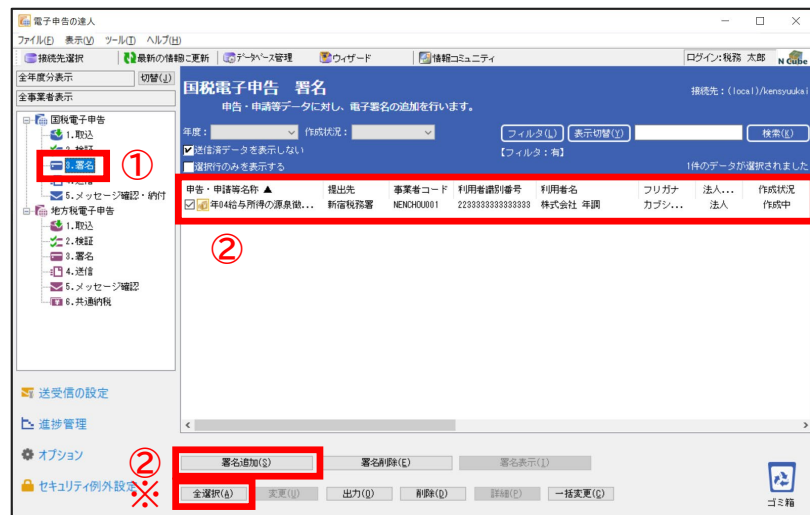 電子申告の達人
ファイル(F) 表示(V) ツール(T) ヘルプ(H)
接続先選択 最新の情報に更新 データベース管理 ウィザード 情報コミュニティ ログイン:税務 太郎 N Cube
全年度分表示 切替(J)
全事業者表示
国税電子申告
1.取込
3.署名
①
5.メッセージ確認・納付
地方税電子申告
1.取込
2.検証
3.署名
4.送信
5.メッセージ確認
6.共通納税
送受信の設定
進捗管理
オプション
セキュリティ例外設定
国税電子申告 署名
接続先：(local)/kensyuukai
申告・申請等データに対し、電子署名の追加を行います。
年度： 作成状況： フィルタ(L) 表示切替(Y) 検索(K)
送信済データを表示しない 【フィルタ：有】
選択行のみを表示する 1件のデータが選択されました
申告・申請等名称 ▲ 提出先 事業者コード 利用者識別番号 利用者名 フリガナ 法人... 作成状況
年04給与所得の源泉徴... 新宿税務署 NENCHOU001 2233333333333333 株式会社 年調 カブシ... 法人 作成中
②
② 署名追加(S) 署名削除(E) 署名表示(I)
※ 全選択(A) 変更(U) 出力(O) 削除(D) 詳細(P) 一括変更(C)
ゴミ箱